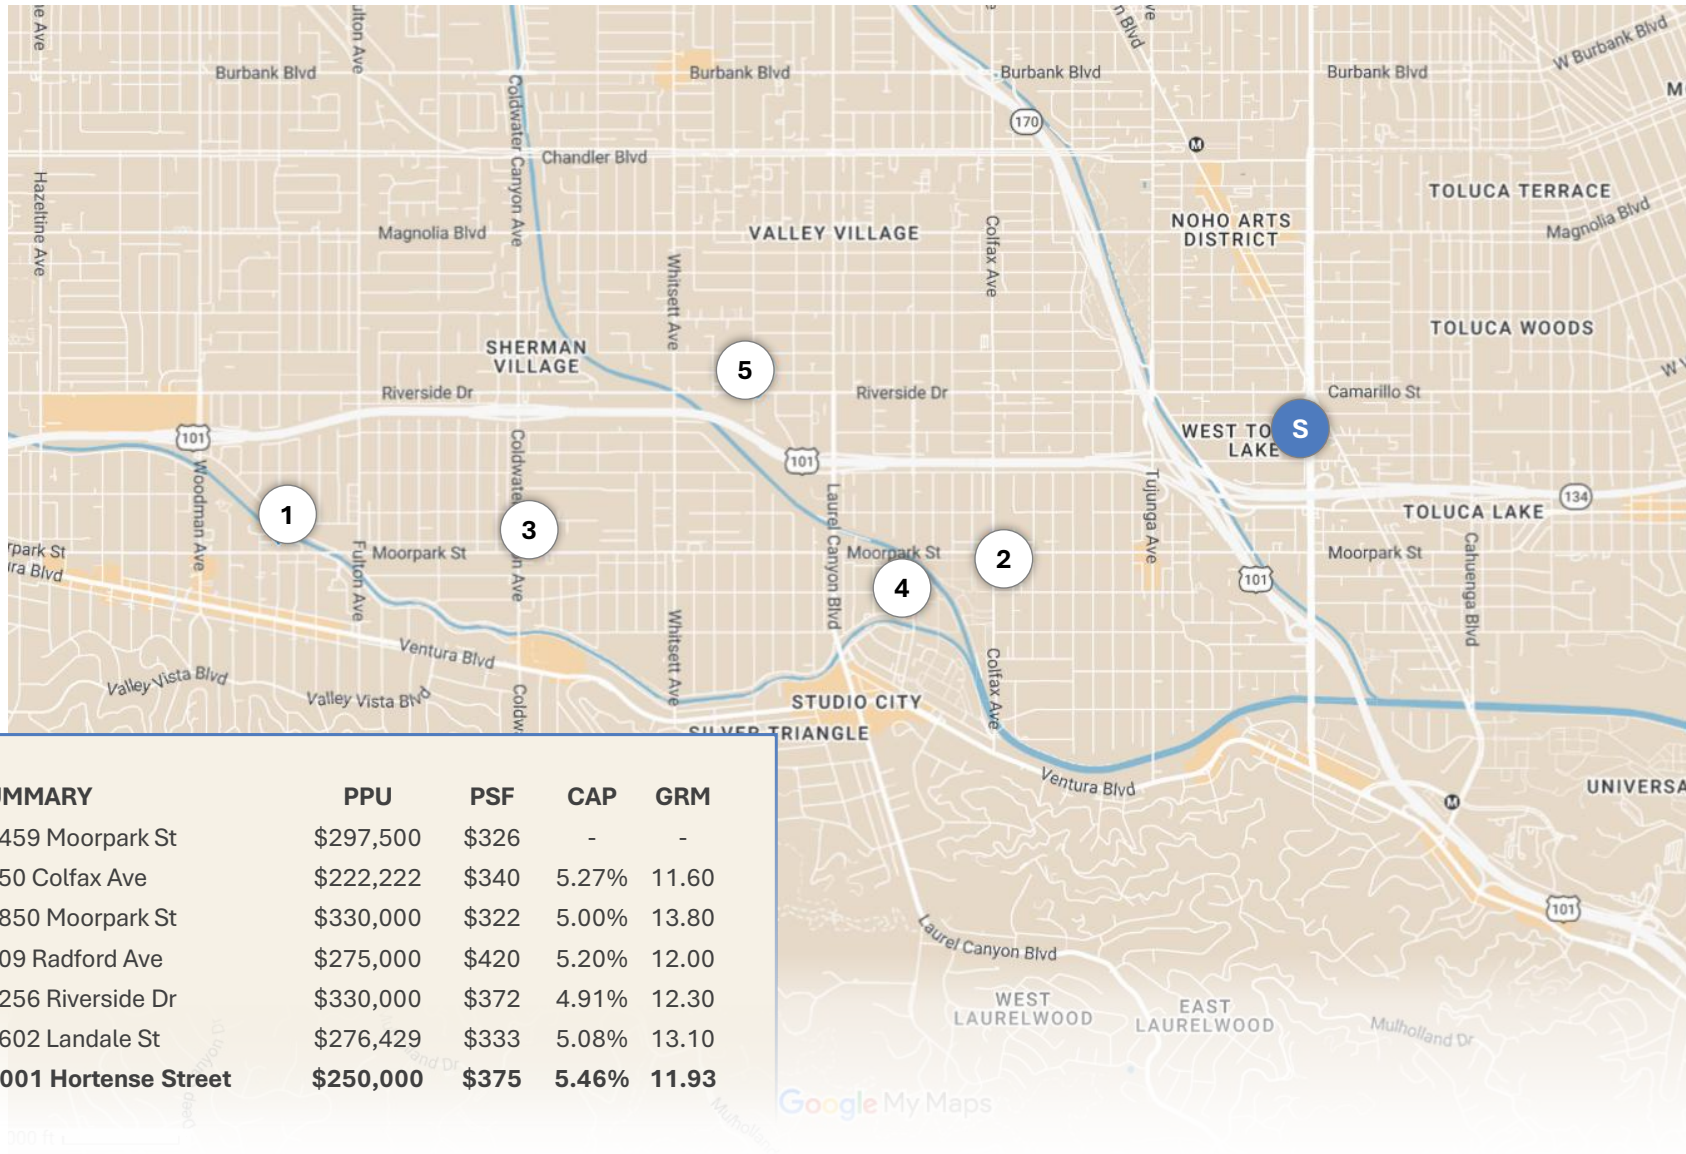 Burbank Blvd
Burbank Blvd
Burbank Blvd
Burbank Blvd
W Burbank Blvd
170
M
Chandler Blvd
Coldwater Canyon Ave
Hazeltine Ave
Magnolia Blvd
VALLEY VILLAGE
Whitsett Ave
Colfax Ave
NOHO ARTS
DISTRICT
TOLUCA TERRACE
Magnolia Blvd
TOLUCA WOODS
SHERMAN
VILLAGE
5
Riverside Dr
Riverside Dr
Camarillo St
S
WEST TO
LAKE
101
101
134
TOLUCA LAKE
Woodman Ave
1
3
2
4
Fulton Ave
Moorpark St
Moorpark St
Moorpark St
Laurel Canyon Blvd
Tujunga Ave
Cahuenga Blvd
101
Ventura Blvd
Whitsett Ave
Colfax Ave
Valley Vista Blvd
Valley Vista Blvd
STUDIO CITY
TRIANGLE
Ventura Blvd
M
101
Laurel Canyon Blvd
WEST
LAURELWOOD
EAST
LAURELWOOD
Mulholland Dr
UMMARY PPU PSF CAP GRM
459 Moorpark St $297,500 $326 - -
50 Colfax Ave $222,222 $340 5.27% 11.60
850 Moorpark St $330,000 $322 5.00% 13.80
09 Radford Ave $275,000 $420 5.20% 12.00
256 Riverside Dr $330,000 $372 4.91% 12.30
602 Landale St $276,429 $333 5.08% 13.10
001 Hortense Street $250,000 $375 5.46% 11.93
Google My Maps